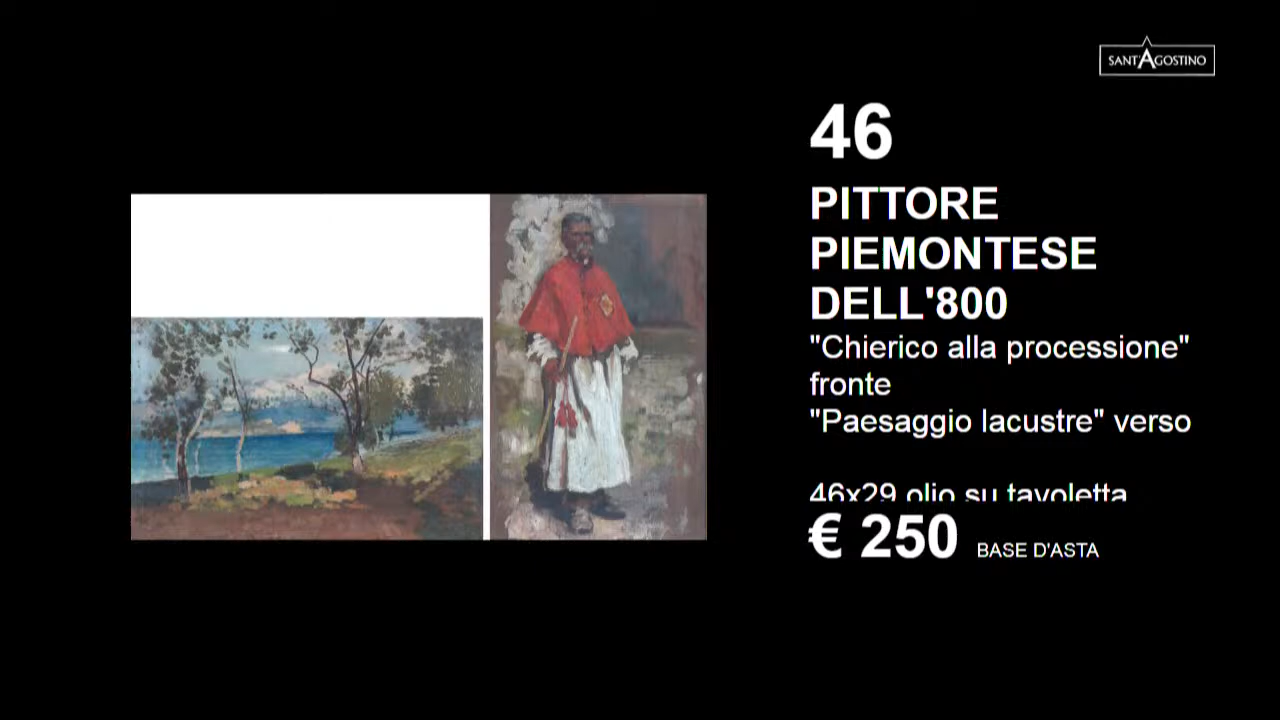 SANTAGOSTINO
46
PITTORE
PIEMONTESE
DELL'800
"Chierico alla processione"
fronte
"Paesaggio lacustre" verso
46x29 olio su tavoletta
€ 250 BASE D'ASTA